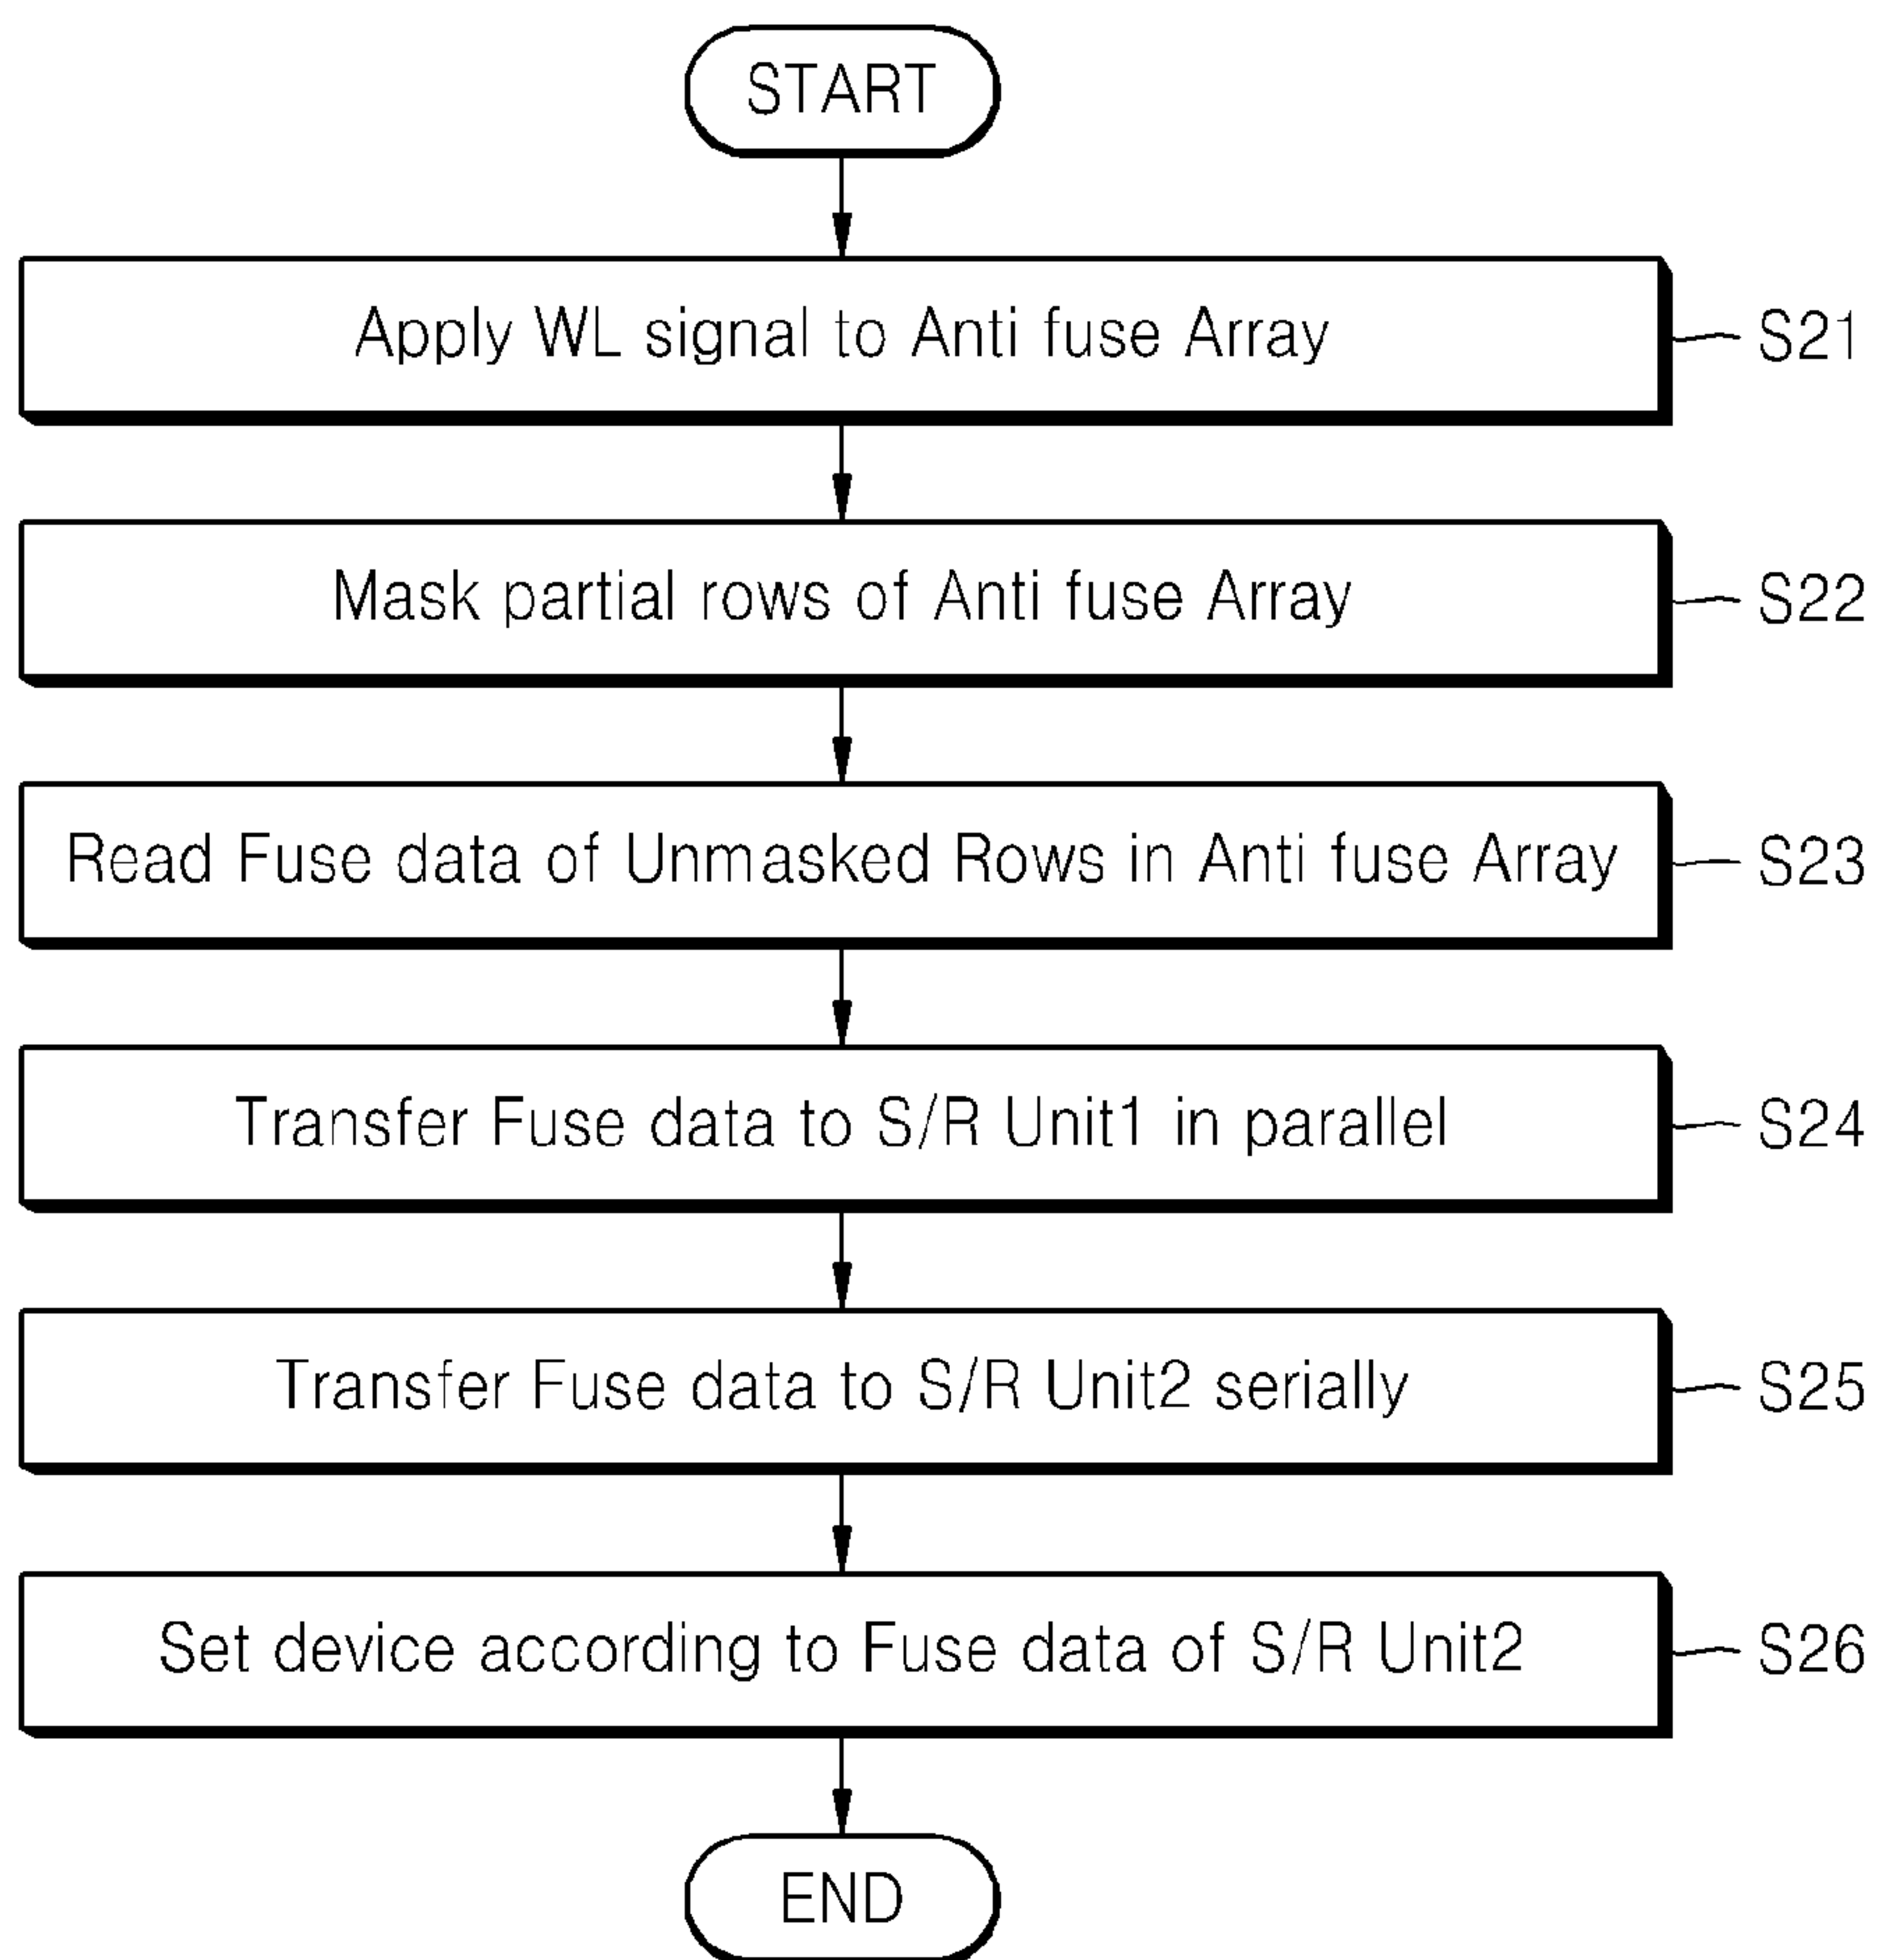 START
Apply WL signal to Anti fuse Array
S21
Mask partial rows of Anti fuse Array
S22
Read Fuse data of Unmasked Rows in Anti fuse Array
S23
Transfer Fuse data to S/R Unit1 in parallel
S24
Transfer Fuse data to S/R Unit2 serially
S25
Set device according to Fuse data of S/R Unit2
S26
END